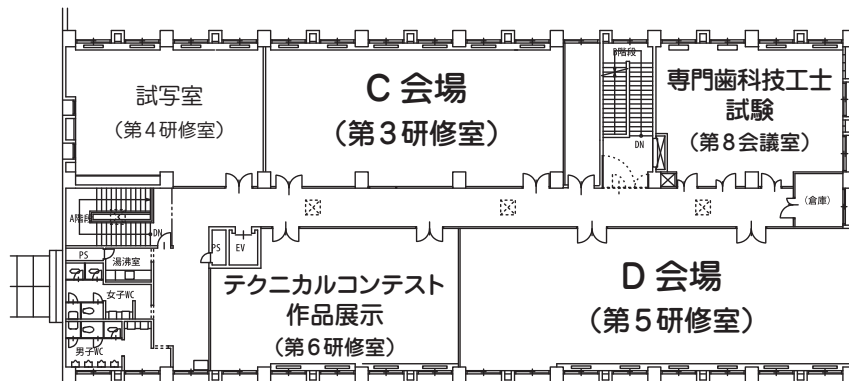 試写室
（第４研修室）
C 会場
（第３研修室）
B階段
DN
専門歯科技工士
試験
（第８会議室）
A階段
DN
（倉庫）
PS
EV
PS
湯沸室
女子WC
男子WC
テクニカルコンテスト
作品展示
（第６研修室）
D 会場
（第５研修室）